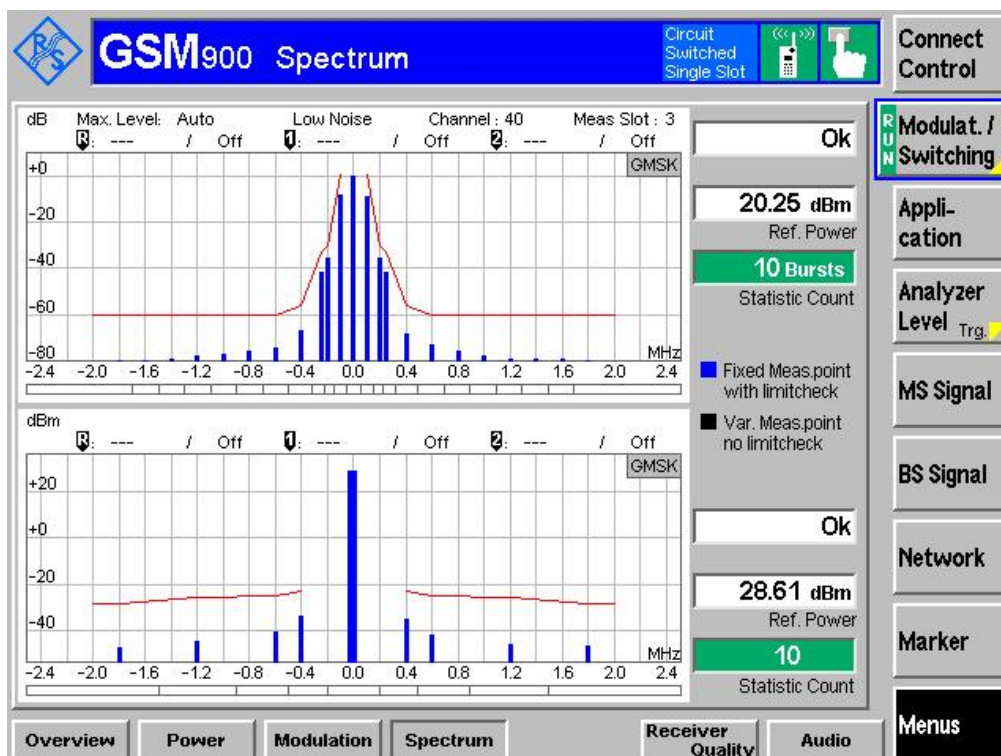 R&S
GSM900 Spectrum
Circuit
Switched
Single Slot
Connect
Control
dB Max. Level: Auto Low Noise Channel : 40 Meas Slot : 3
R: --- / Off 1: --- / Off 2: --- / Off
GMSK
+0
-20
-40
-60
-80
MHz
-2.4 -2.0 -1.6 -1.2 -0.8 -0.4 0.0 0.4 0.8 1.2 1.6 2.0 2.4
Ok
20.25 dBm
Ref. Power
10 Bursts
Statistic Count
Fixed Meas.point
with limitcheck
Var. Meas.point
no limitcheck
dBm
R: --- / Off 1: --- / Off 2: --- / Off
GMSK
+20
+0
-20
-40
MHz
-2.4 -2.0 -1.6 -1.2 -0.8 -0.4 0.0 0.4 0.8 1.2 1.6 2.0 2.4
Ok
28.61 dBm
Ref. Power
10
Statistic Count
RUN
Modulat. /
Switching
Appli-
cation
Analyzer
Level Trg.
MS Signal
BS Signal
Network
Marker
Menus
Overview Power Modulation Spectrum Receiver
Quality Audio